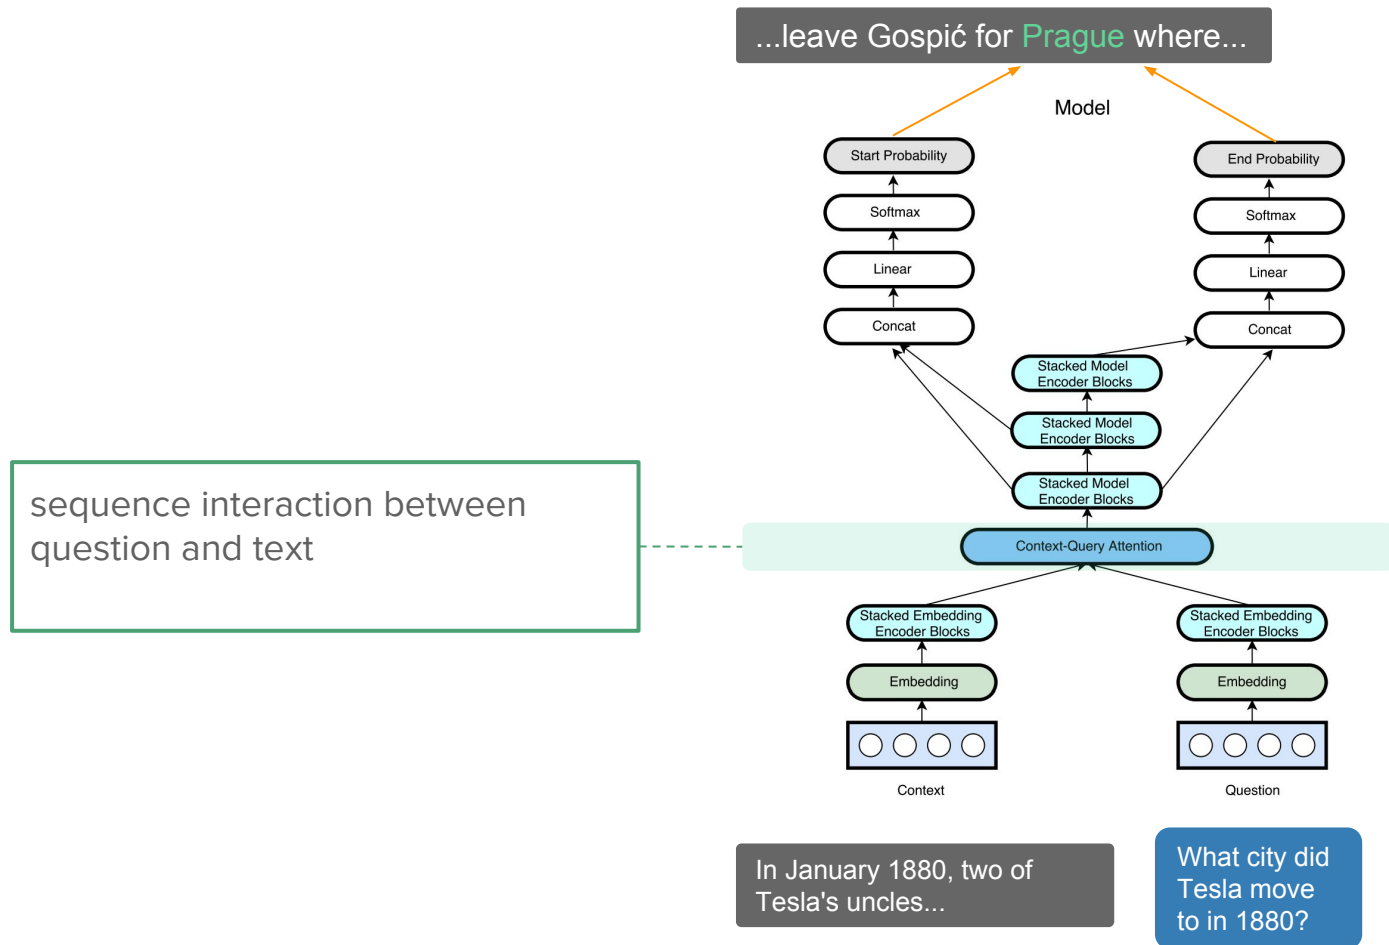 ...leave Gospić for Prague where...
Model
Start Probability
End Probability
Softmax
Softmax
Linear
Linear
Concat
Concat
Stacked Model
Encoder Blocks
Stacked Model
Encoder Blocks
Stacked Model
Encoder Blocks
sequence interaction between
question and text
Context-Query Attention
Stacked Embedding
Encoder Blocks
Stacked Embedding
Encoder Blocks
Embedding
Embedding
Context
Question
In January 1880, two of
Tesla's uncles...
What city did
Tesla move
to in 1880?